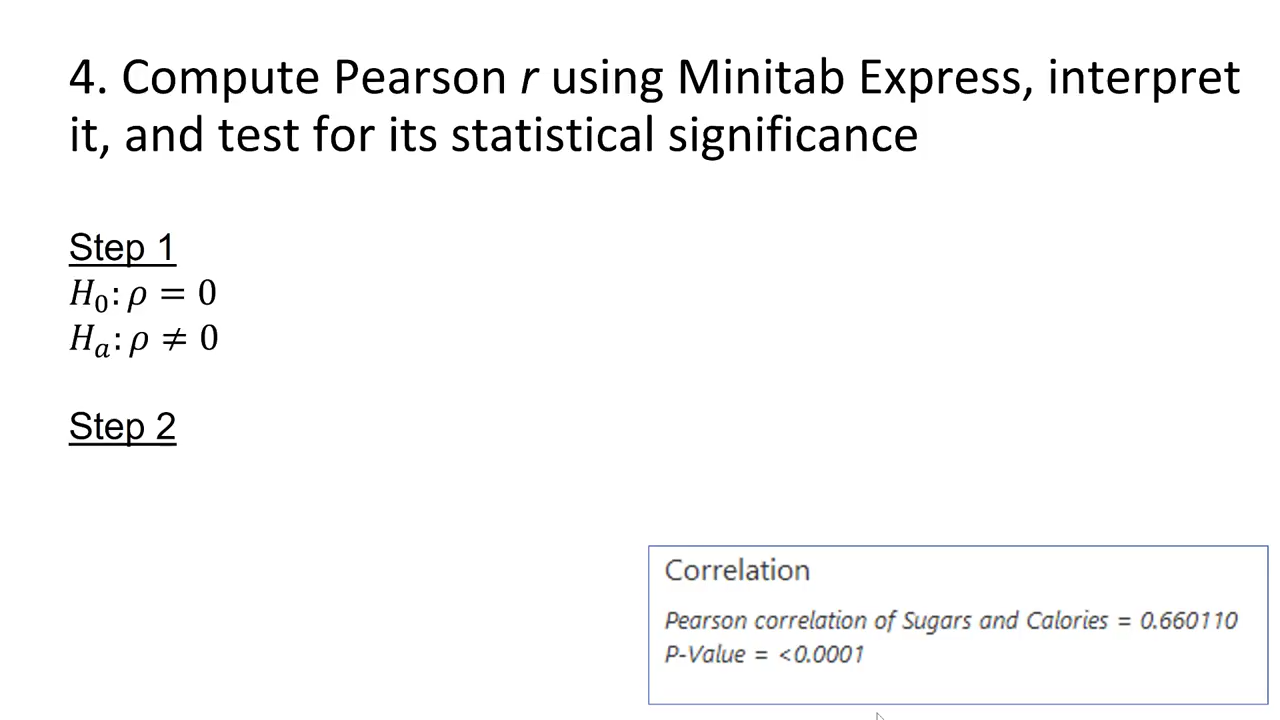 4. Compute Pearson r using Minitab Express, interpret
it, and test for its statistical significance
Step 1
H₀: ρ = 0
Hₐ: ρ ≠ 0
Step 2
Correlation
Pearson correlation of Sugars and Calories = 0.660110
P-Value = <0.0001